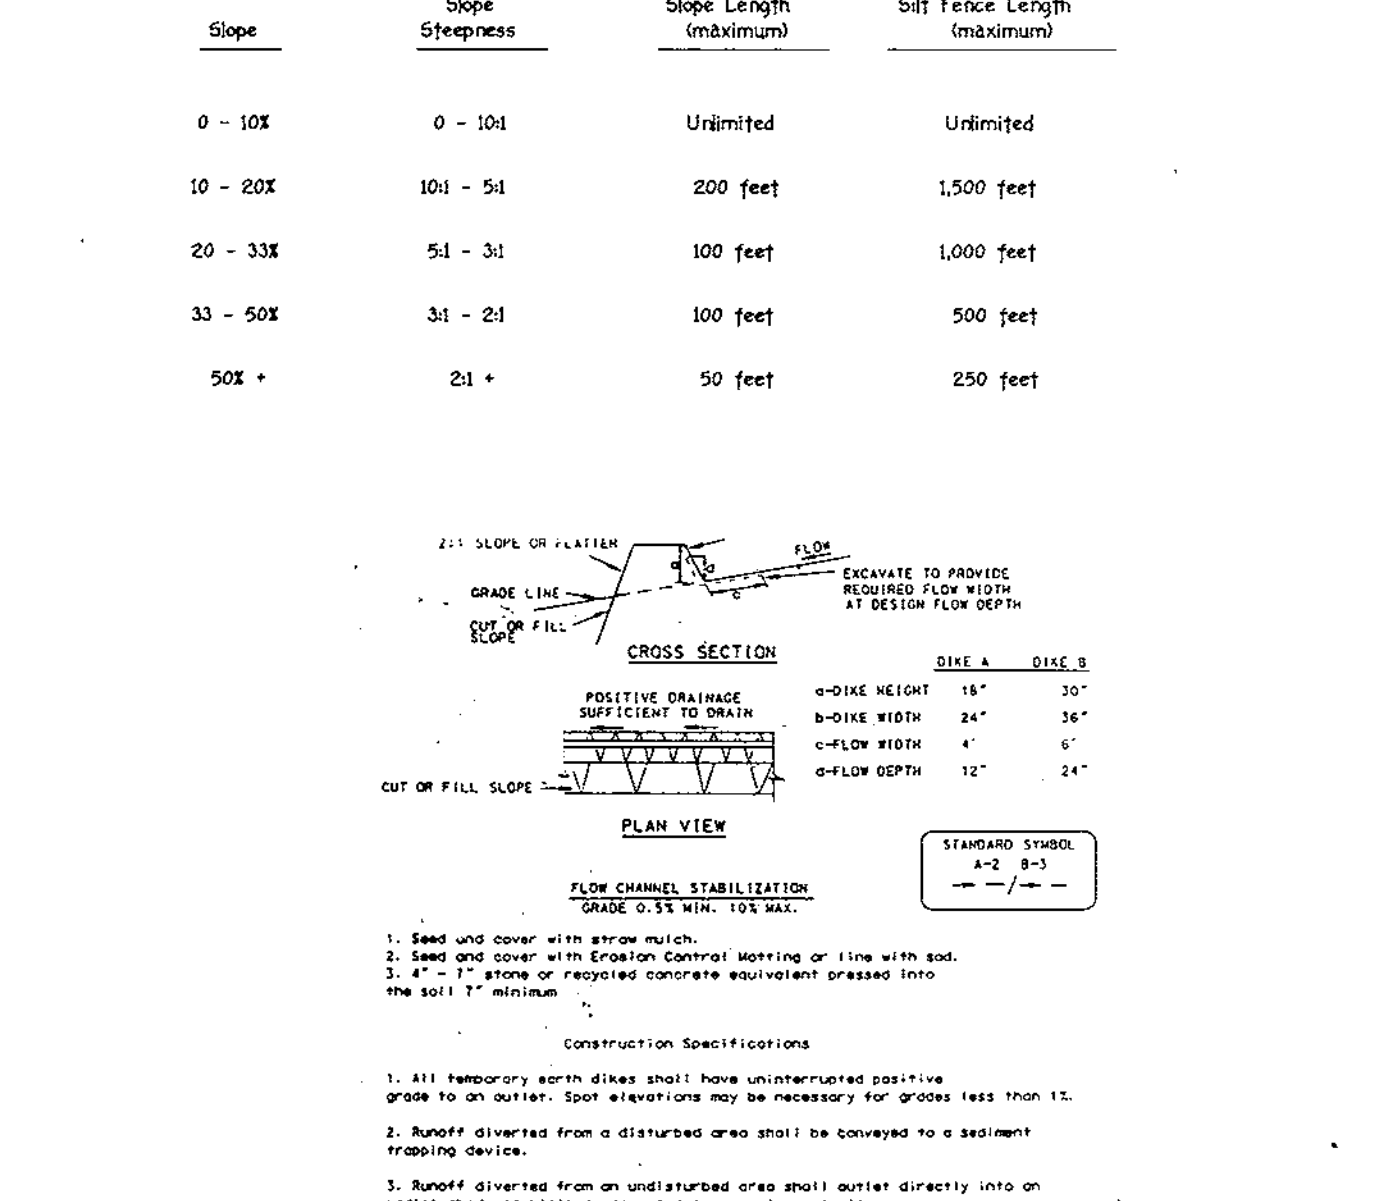 Slope Slope Length Silt Fence Length
Slope Steepness (maximum) (maximum)
0 - 10% 0 - 10:1 Unlimited Unlimited
10 - 20% 10:1 - 5:1 200 feet 1,500 feet
20 - 33% 5:1 - 3:1 100 feet 1,000 feet
33 - 50% 3:1 - 2:1 100 feet 500 feet
50% + 2:1 + 50 feet 250 feet
2:1 SLOPE OR FLATTER
FLOW
EXCAVATE TO PROVIDE
REQUIRED FLOW WIDTH
AT DESIGN FLOW DEPTH
GRADE LINE
CUT OR FILL
SLOPE
c
CROSS SECTION
DIKE A DIKE B
a-DIKE HEIGHT 18" 30"
b-DIKE WIDTH 24" 36"
c-FLOW WIDTH 4' 6'
d-FLOW DEPTH 12" 24"
POSITIVE DRAINAGE
SUFFICIENT TO DRAIN
CUT OR FILL SLOPE
PLAN VIEW
STANDARD SYMBOL
A-2 B-3
FLOW CHANNEL STABILIZATION
GRADE 0.5% MIN. 10% MAX.
1. Seed and cover with straw mulch.
2. Seed and cover with Erosion Control Matting or line with sod.
3. 4" - 7" stone or recycled concrete equivalent pressed into
the soil 7" minimum
Construction Specifications
1. All temporary earth dikes shall have uninterrupted positive
grade to an outlet. Spot elevations may be necessary for grades less than 1%.
2. Runoff diverted from a disturbed area shall be conveyed to a sediment
trapping device.
3. Runoff diverted from an undisturbed area shall outlet directly into an